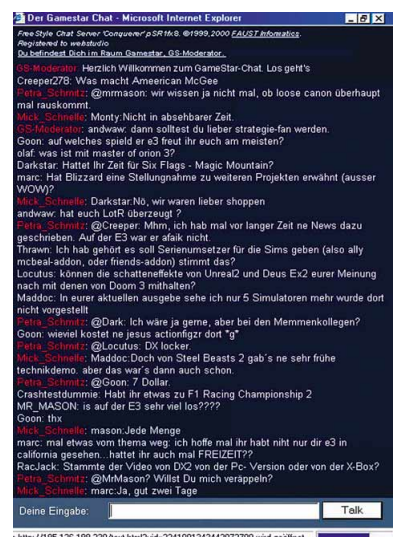 Der Gamestar Chat - Microsoft Internet Explorer
FreeStyle Chat Server 'Conquerer' pSR1fx8. ©1999,2000 FAUST Informatics.
Registered to webstudio
Du befindest Dich im Raum Gamestar, GS-Moderator.
GS-Moderator: Herzlich Willkommen zum GameStar-Chat. Los geht's
Creeper278: Was macht Ameerican McGee
Petra_Schmitz: @mrmason: wir wissen ja nicht mal, ob loose canon überhaupt
mal rauskommt.
Mick_Schnelle: Monty:Nicht in absehbarer Zeit.
GS-Moderator: andwaw: dann solltest du lieber strategie-fan werden.
Goon: auf welches spield er e3 freut ihr euch am meisten?
olaf: was ist mit master of orion 3?
Darkstar: Hattet Ihr Zeit für Six Flags - Magic Mountain?
marc: Hat Blizzard eine Stellungnahme zu weiteren Projekten erwähnt (ausser
WOW)?
Mick_Schnelle: Darkstar:Nö, wir waren lieber shoppen
andwaw: hat euch LotR überzeugt ?
Petra_Schmitz: @Creeper: Mhm, ich hab mal vor langer Zeit ne News dazu
geschrieben. Auf der E3 war er afaik nicht.
Thrawn: Ich hab gehört es soll Serienumsetzer für die Sims geben (also ally
mcbeal-addon, oder friends-addon) stimmt das?
Locutus: können die schatteneffekte von Unreal2 und Deus Ex2 eurer Meinung
nach mit denen von Doom 3 mithalten?
Maddoc: In eurer aktuellen ausgabe sehe ich nur 5 Simulatoren mehr wurde dort
nicht vorgestellt
Petra_Schmitz: @Dark: Ich wäre ja gerne, aber bei den Memmenkollegen?
Goon: wieviel kostet ne jesus actionfigzr dort *g*
Petra_Schmitz: @Locutus: DX locker.
Mick_Schnelle: Maddoc:Doch von Steel Beasts 2 gab´s ne sehr frühe
technikdemo. aber das war´s dann auch schon.
Petra_Schmitz: @Goon: 7 Dollar.
Crashtestdummie: Habt ihr etwas zu F1 Racing Championship 2
MR_MASON: is auf der E3 sehr viel los????
Goon: thx
Mick_Schnelle: mason:Jede Menge
marc: mal etwas vom thema weg: ich hoffe mal ihr habt niht nur dir e3 in
california gesehen...hattet ihr auch mal FREIZEIT??
RacJack: Stammte der Video von DX2 von der Pc- Version oder von der X-Box?
Petra_Schmitz: @MrMason? Willst Du mich veräppeln?
Mick_Schnelle: marc:Ja, gut zwei Tage
Deine Eingabe:
Talk